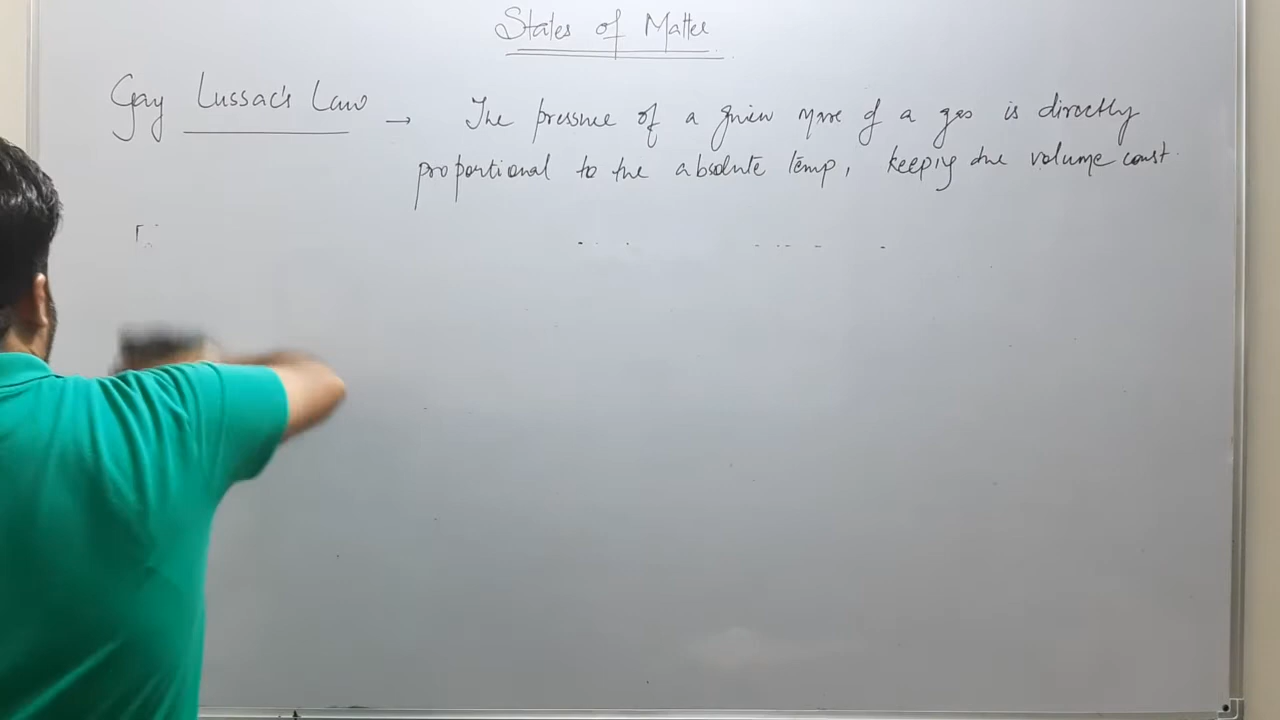 States of Matter
Gay Lussac's Law → The pressure of a given mass of a gas is directly
proportional to the absolute temp, keeping the volume const.